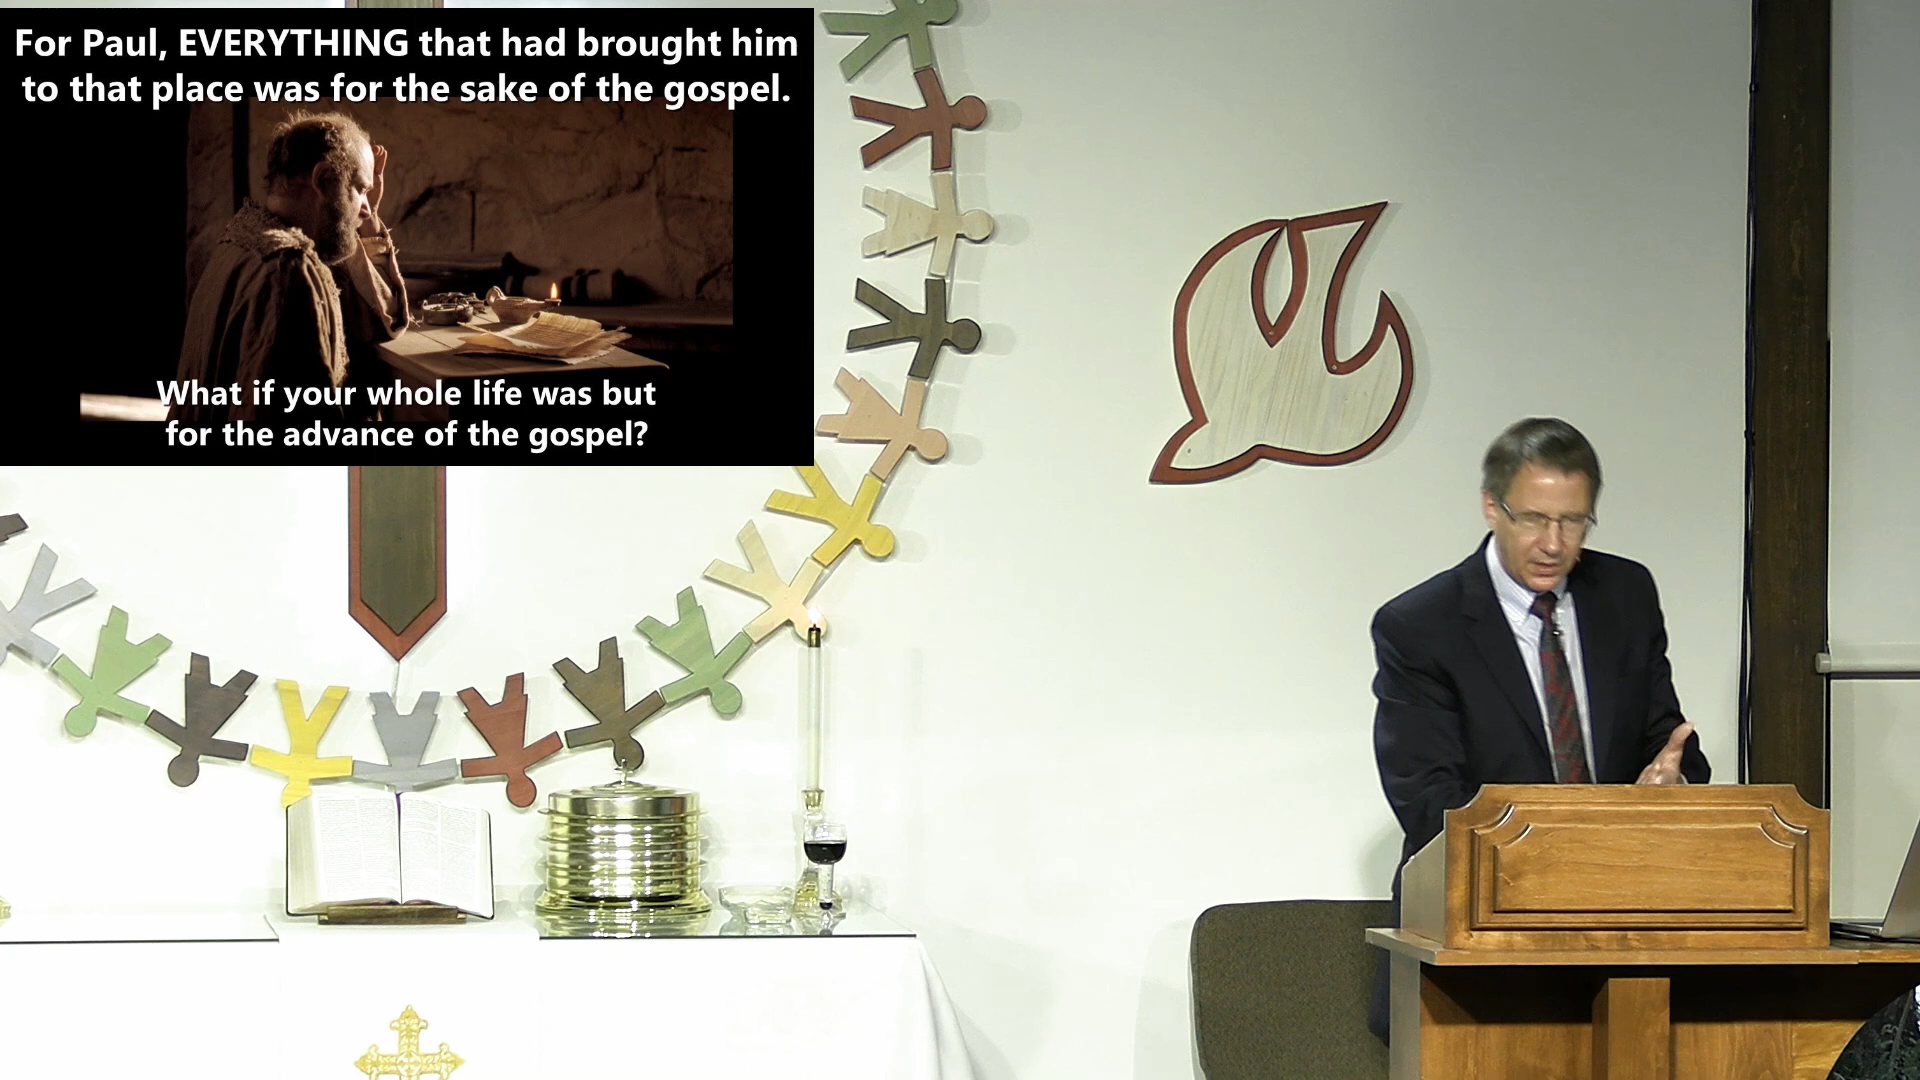 For Paul, EVERYTHING that had brought him
to that place was for the sake of the gospel.
What if your whole life was but
for the advance of the gospel?